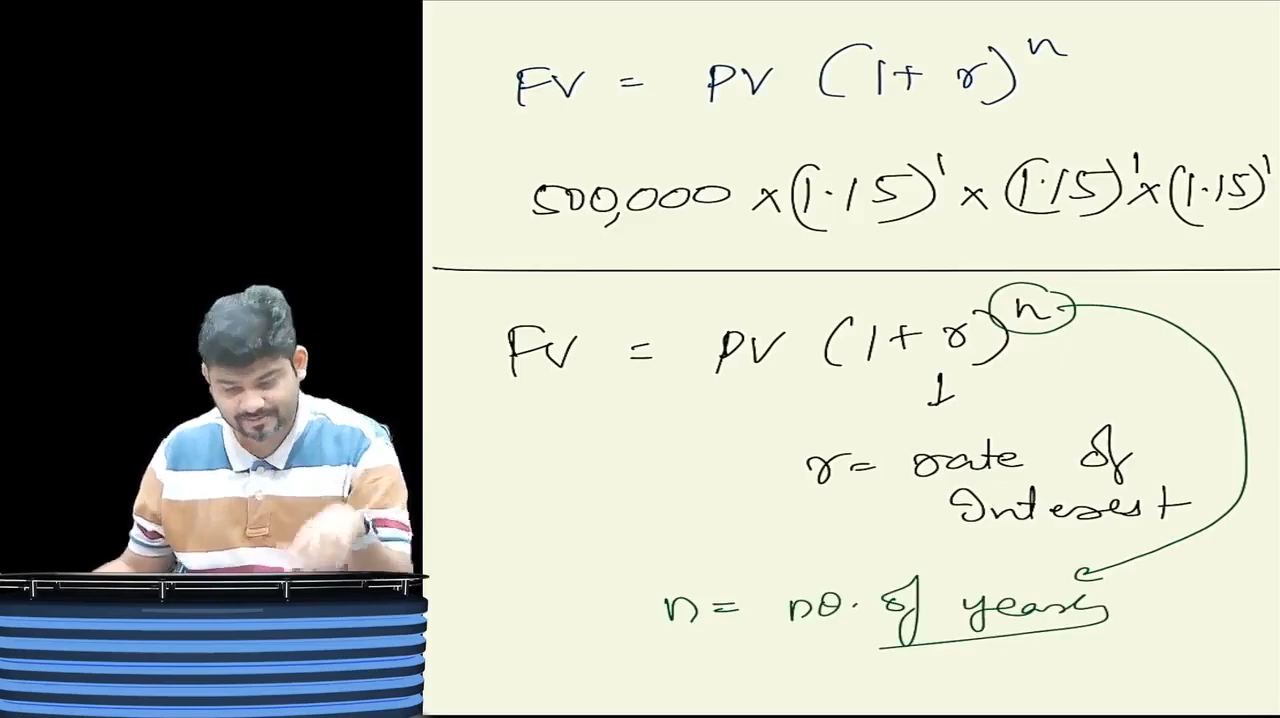 FV = PV (1 + r)^n
500,000 × (1.15)^1 × (1.15)^1 × (1.15)^1
FV = PV (1 + r)^n
r = rate of
Interest
n = no. of years